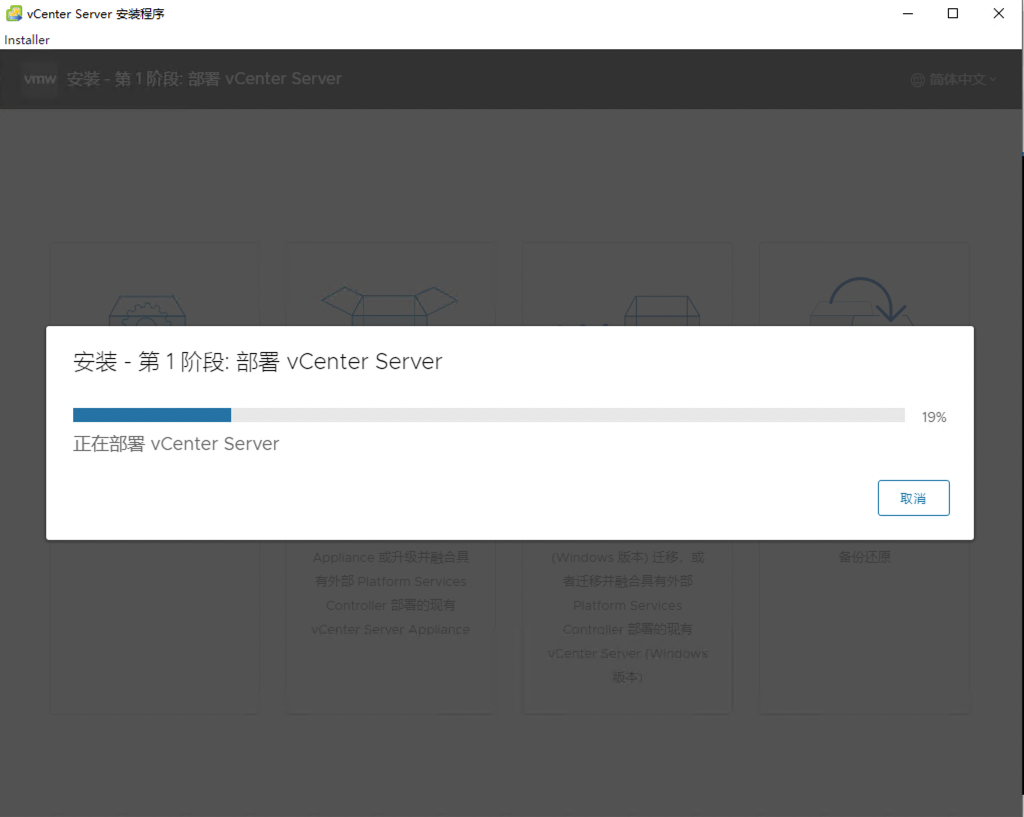 vCenter Server 安装程序
Installer
vmw 安装 - 第 1 阶段: 部署 vCenter Server
简体中文
安装 - 第 1 阶段: 部署 vCenter Server
19%
正在部署 vCenter Server
取消
Appliance 或升级并融合具
有外部 Platform Services
Controller 部署的现有
vCenter Server Appliance
(Windows 版本) 迁移，或
者迁移并融合具有外部
Platform Services
Controller 部署的现有
vCenter Server (Windows
版本)
备份还原